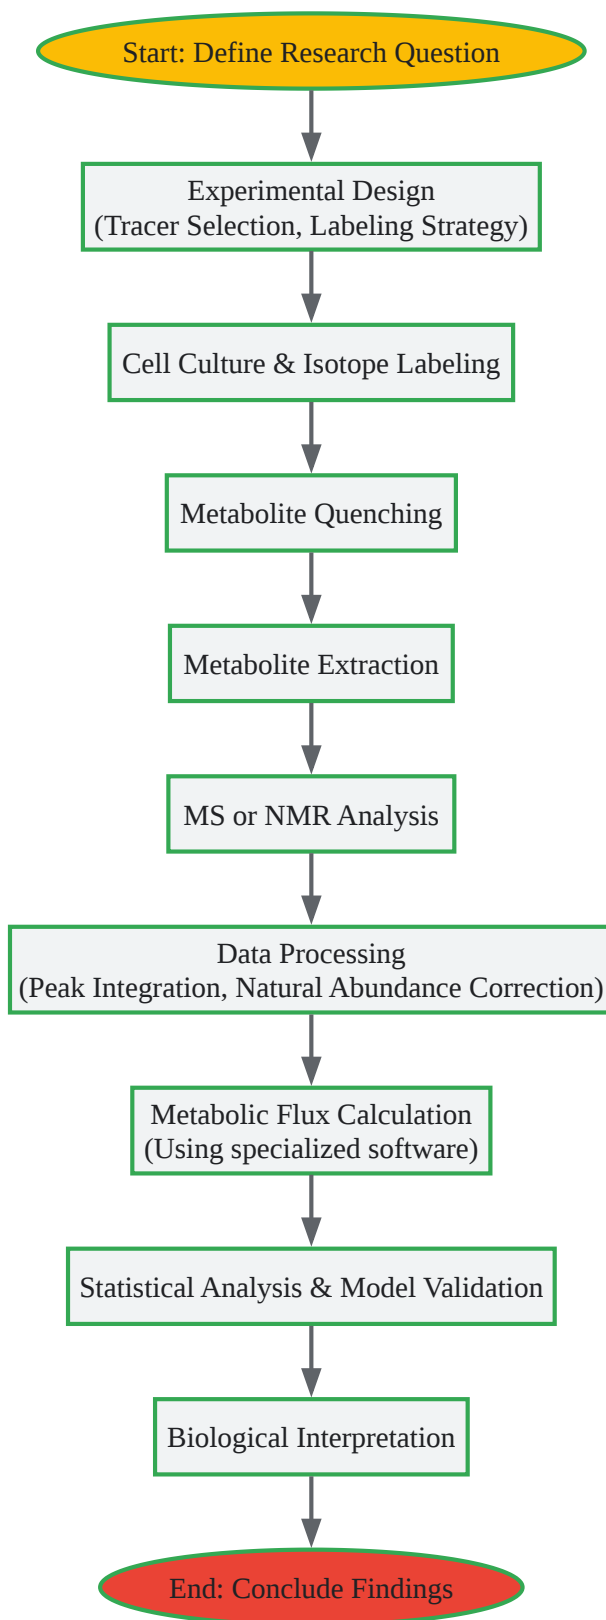 Start: Define Research Question
Experimental Design
(Tracer Selection, Labeling Strategy)
Cell Culture & Isotope Labeling
Metabolite Quenching
Metabolite Extraction
MS or NMR Analysis
Data Processing
(Peak Integration, Natural Abundance Correction)
Metabolic Flux Calculation
(Using specialized software)
Statistical Analysis & Model Validation
Biological Interpretation
End: Conclude Findings